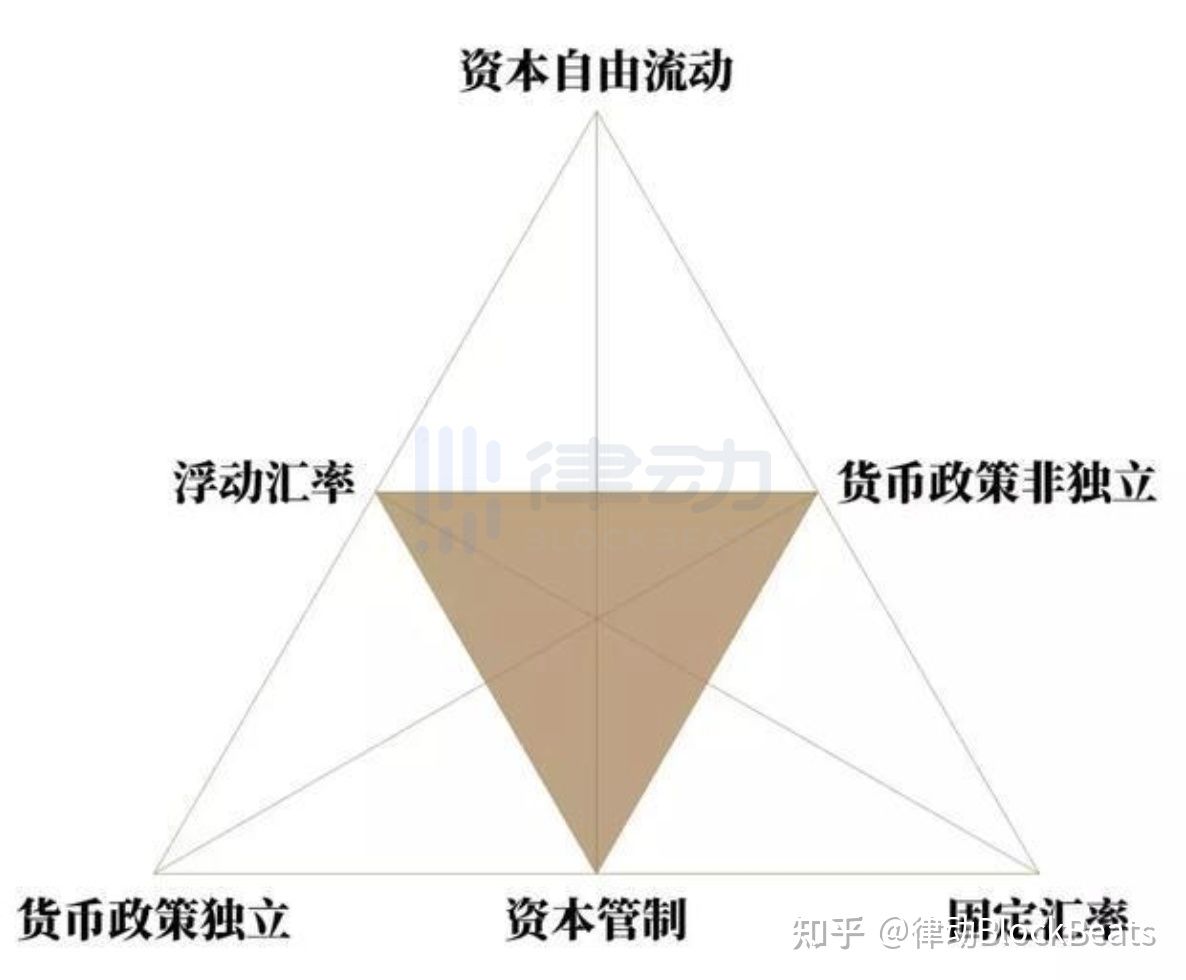 资本自由流动
浮动汇率
律动
BLOCKBEATS
货币政策非独立
货币政策独立
资本管制
固定汇率
知乎 @律动BlockBeats